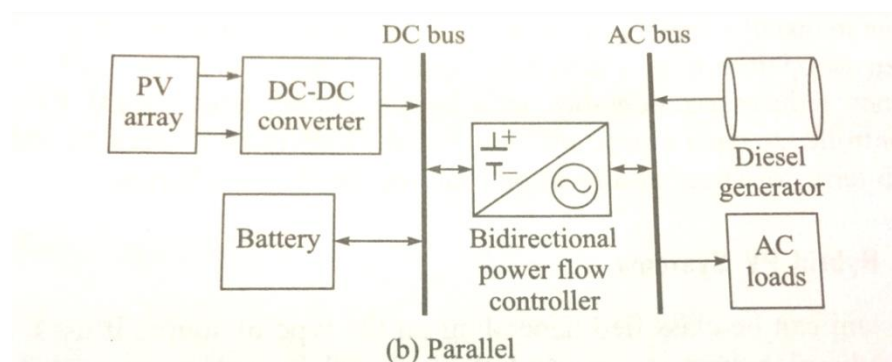 DC bus
AC bus
PV
array
DC-DC
converter
+
−
Diesel
generator
Battery
Bidirectional
power flow
controller
AC
loads
(b) Parallel